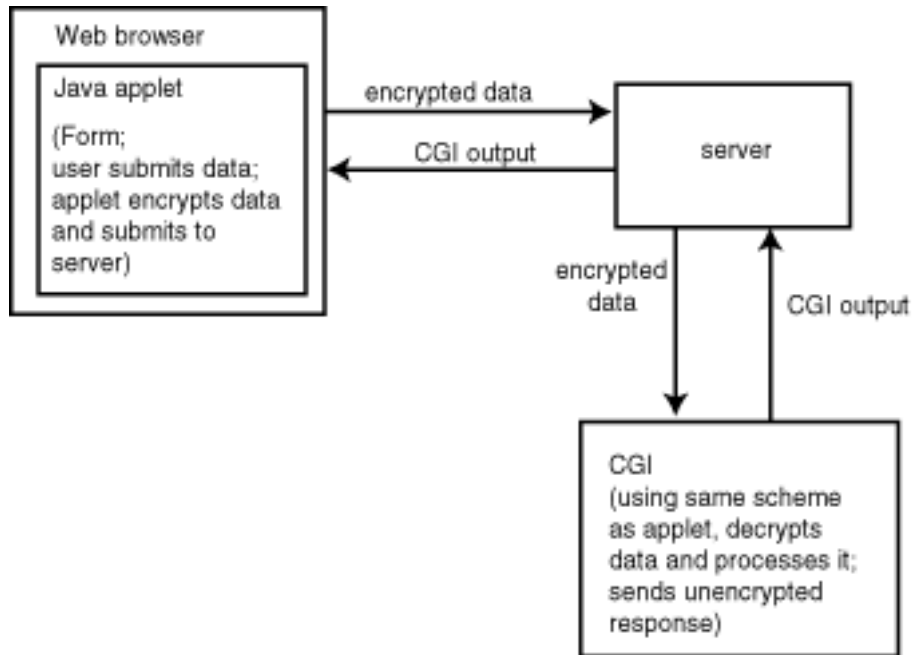 Web browser
Java applet
(Form;
user submits data;
applet encrypts data
and submits to
server)
encrypted data
CGI output
server
encrypted
data
CGI output
CGI
(using same scheme
as applet, decrypts
data and processes it;
sends unencrypted
response)